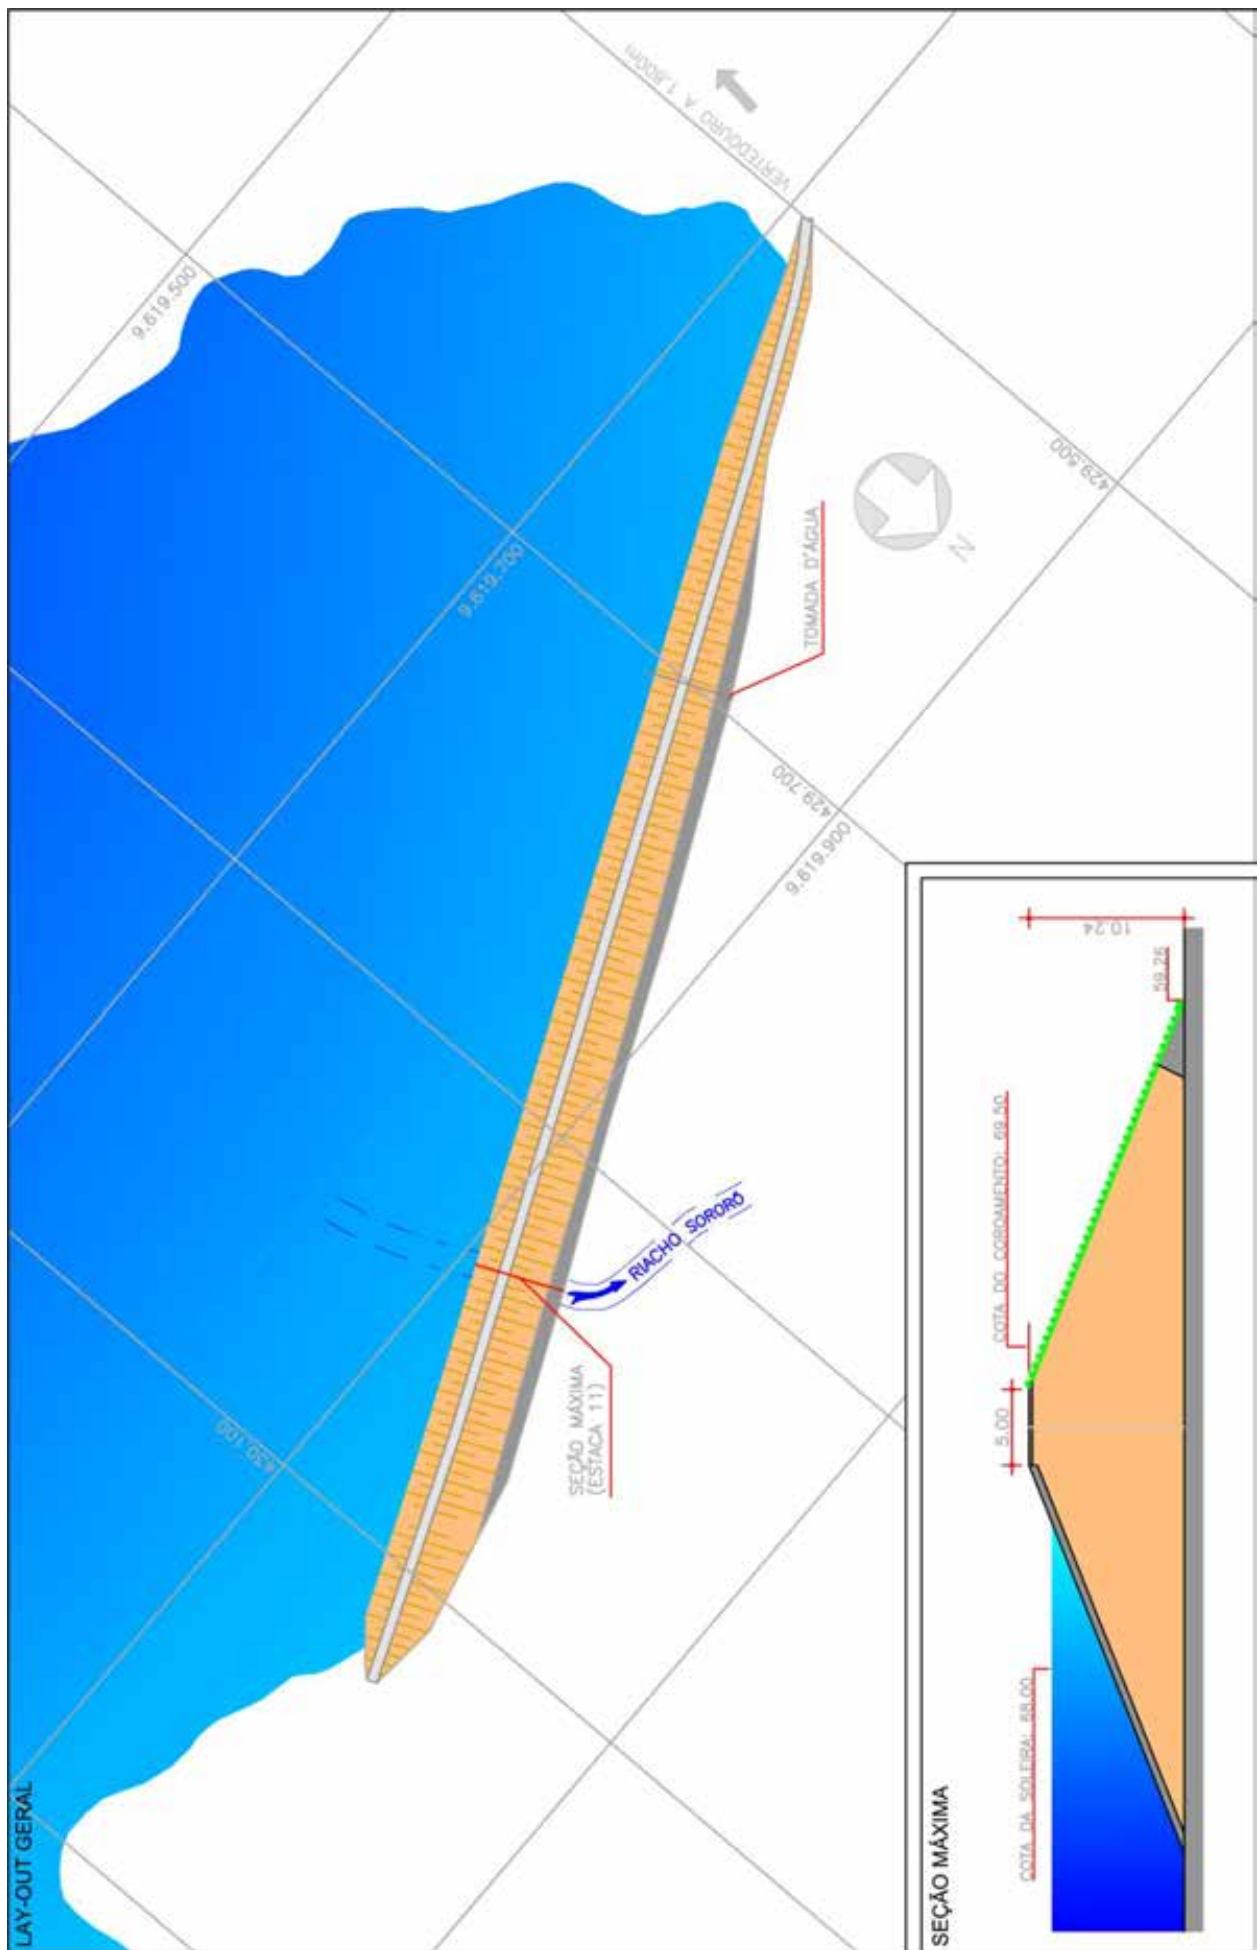 LAY-OUT GERAL
VERTEDOURO A 1.800m
9.619.500
9.619.700
9.619.900
429.500
429.700
430.100
N
TOMADA D'ÁGUA
RIACHO SORORÓ
SEÇÃO MÁXIMA
(ESTACA 11)
SEÇÃO MÁXIMA
COTA DA SOLEIRA: 68.00
5.00
COTA DO COROAMENTO: 69.50
59.26
10.24